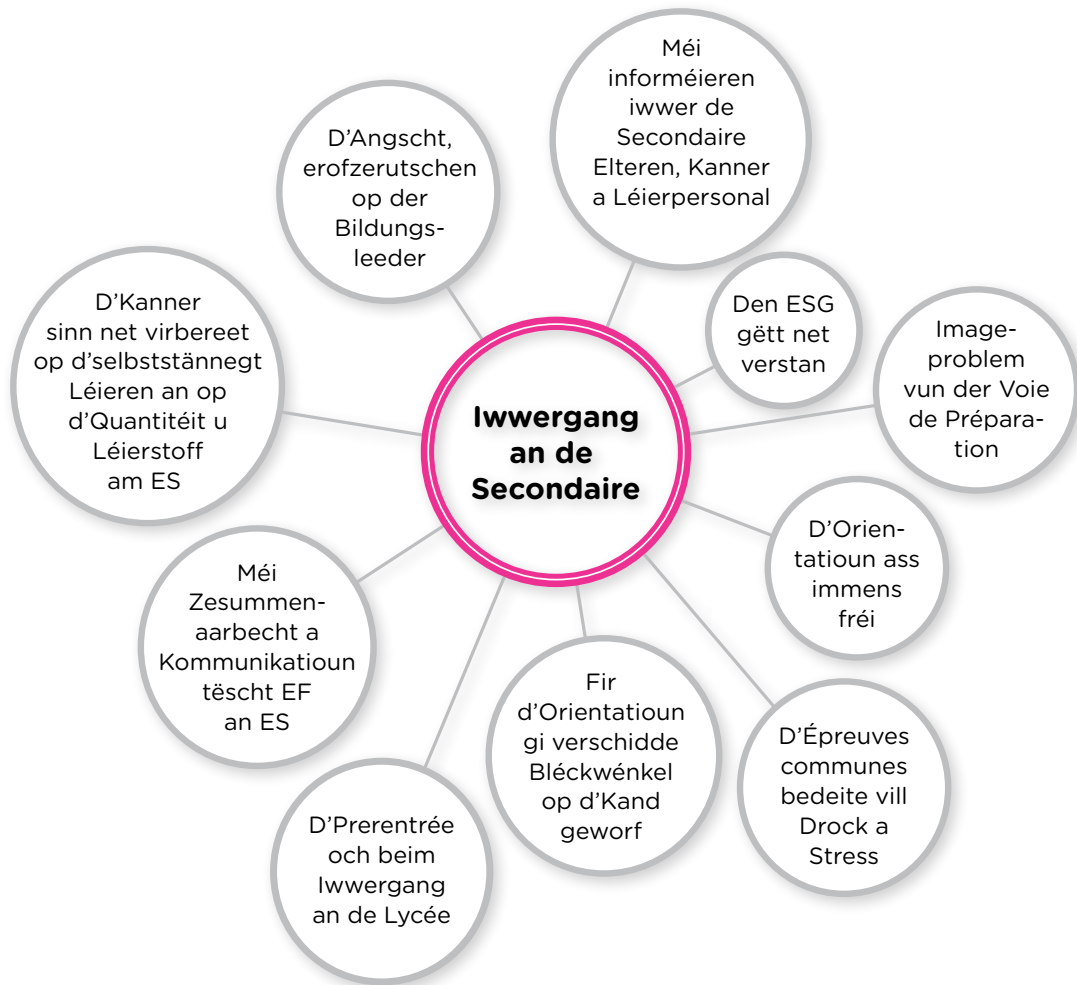 Méi
informéieren
iwwer de
Secondaire
Elteren, Kanner
a Léierpersonal
D’Angscht,
erofzerutschen
op der
Bildungs-
leeder
Den ESG
gëtt net
verstan
Image-
problem
vun der Voie
de Prépara-
tion
D’Kanner
sinn net virbereet
op d’selbststännegt
Léieren an op
d’Quantitéit u
Léierstoff
am ES
Iwwergang
an de
Secondaire
D’Orien-
tatioun ass
immens
fréi
Méi
Zesummen-
aarbecht a
Kommunikatioun
tëscht EF
an ES
Fir
d’Orientatioun
gi verschidde
Bléckwénkel
op d’Kand
geworf
D’Épreuves
communes
bedeite vill
Drock a
Stress
D’Prerentrée
och beim
Iwwergang
an de Lycée